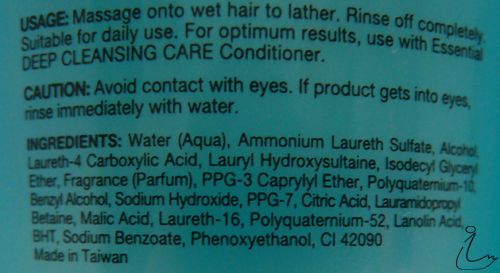 USAGE: Massage onto wet hair to lather. Rinse off completely.
Suitable for daily use. For optimum results, use with Essential
DEEP CLEANSING CARE Conditioner.
CAUTION: Avoid contact with eyes. If product gets into eyes,
rinse immediately with water.
INGREDIENTS: Water (Aqua), Ammonium Laureth Sulfate, Alcohol,
Laureth-4 Carboxylic Acid, Lauryl Hydroxysultaine, Isodecyl Glyceryl
Ether, Fragrance (Parfum), PPG-3 Caprylyl Ether, Polyquaternium-10,
Benzyl Alcohol, Sodium Hydroxide, PPG-7, Citric Acid, Lauramidopropyl
Betaine, Malic Acid, Laureth-16, Polyquaternium-52, Lanolin Acid,
BHT, Sodium Benzoate, Phenoxyethanol, CI 42090
Made in Taiwan